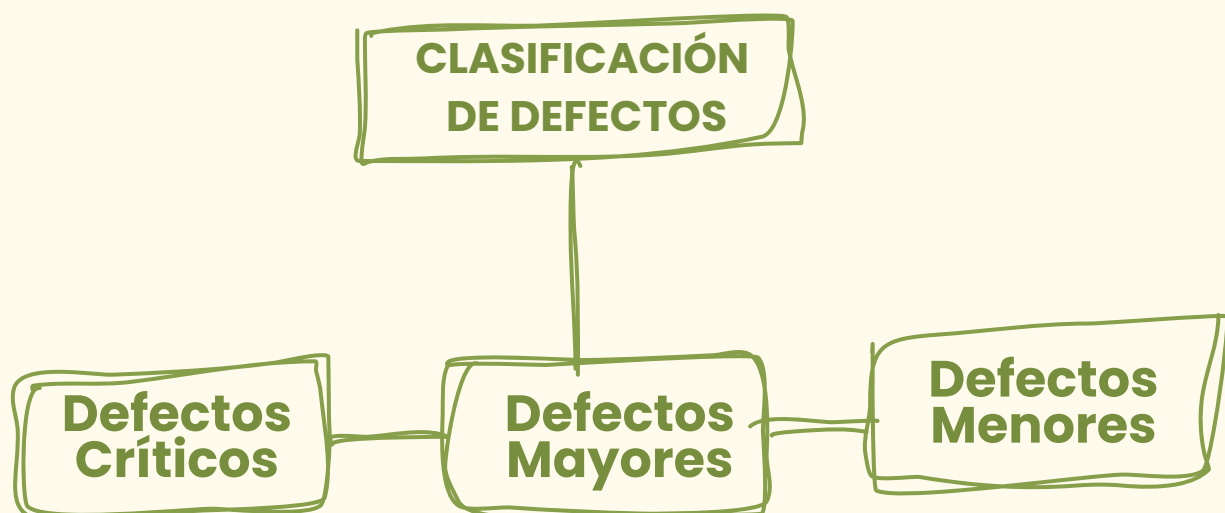 CLASIFICACIÓN
DE DEFECTOS
Defectos
Críticos
Defectos
Mayores
Defectos
Menores